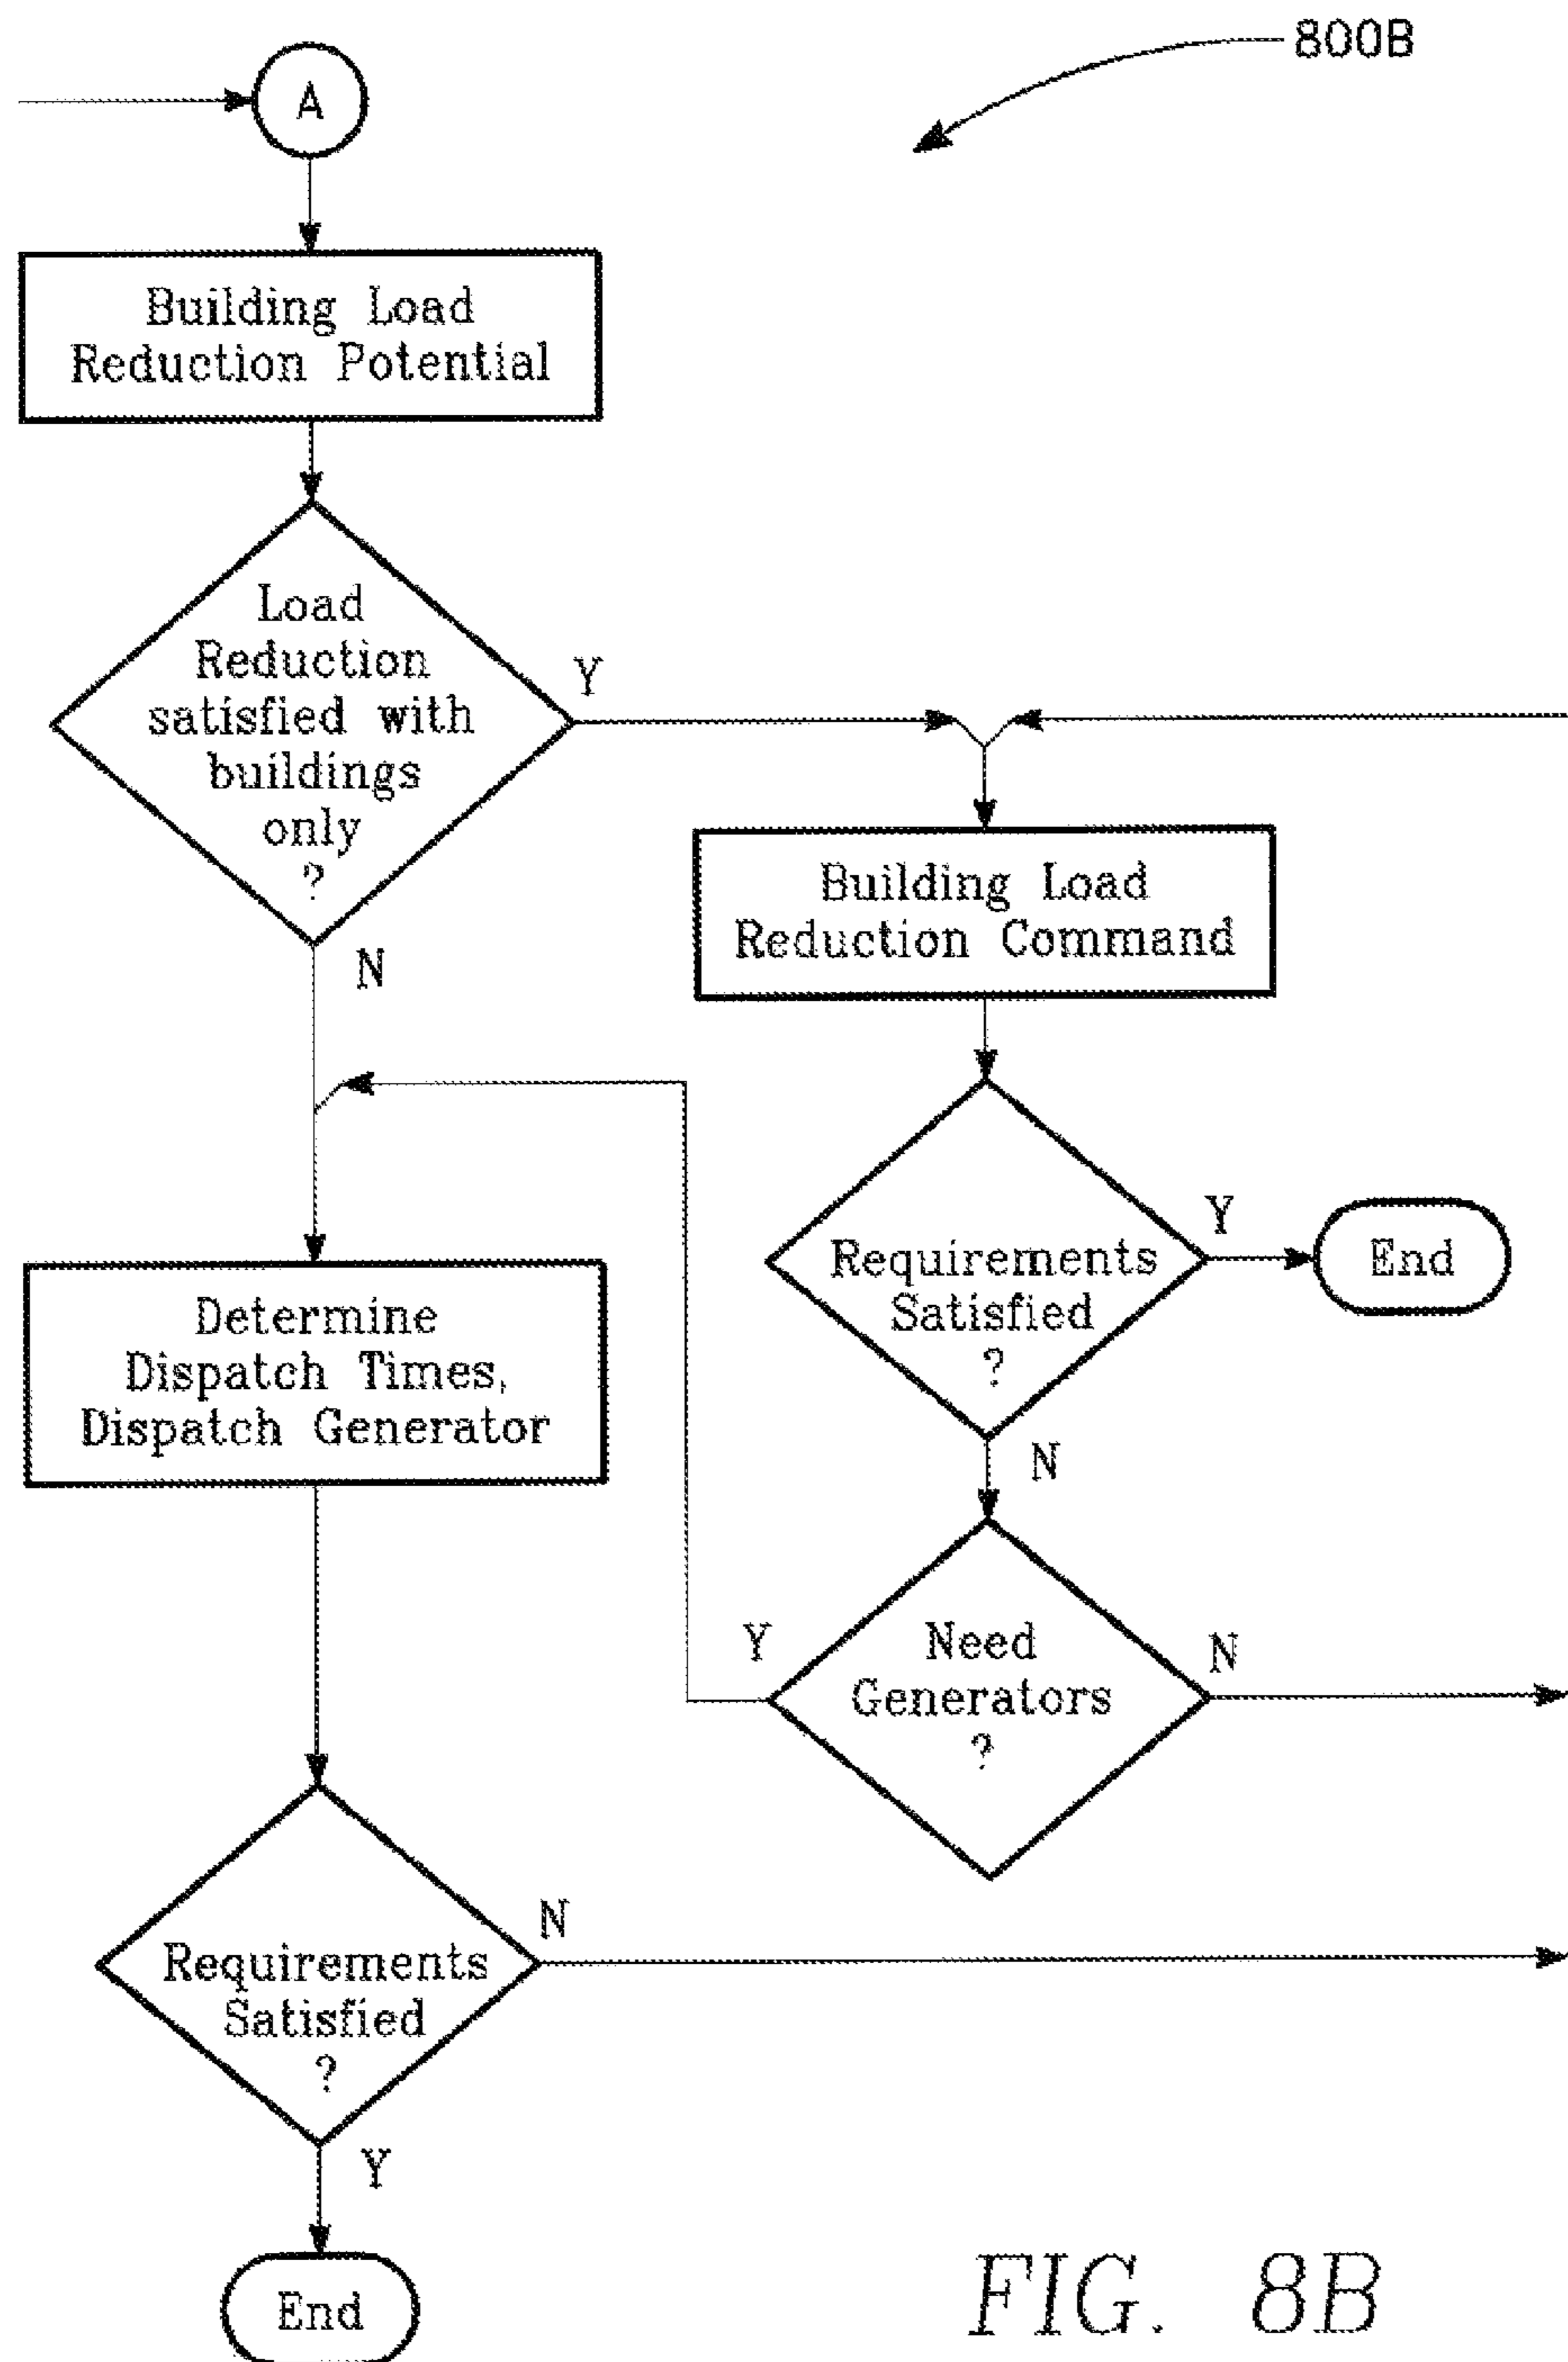 800B
A
Building Load
Reduction Potential
Load
Reduction
satisfied with
buildings
only
?
Y
N
Building Load
Reduction Command
Requirements
Satisfied
?
Y
End
N
Determine
Dispatch Times,
Dispatch Generator
Need
Generators
?
Y
N
Requirements
Satisfied
?
N
Y
End
FIG. 8B